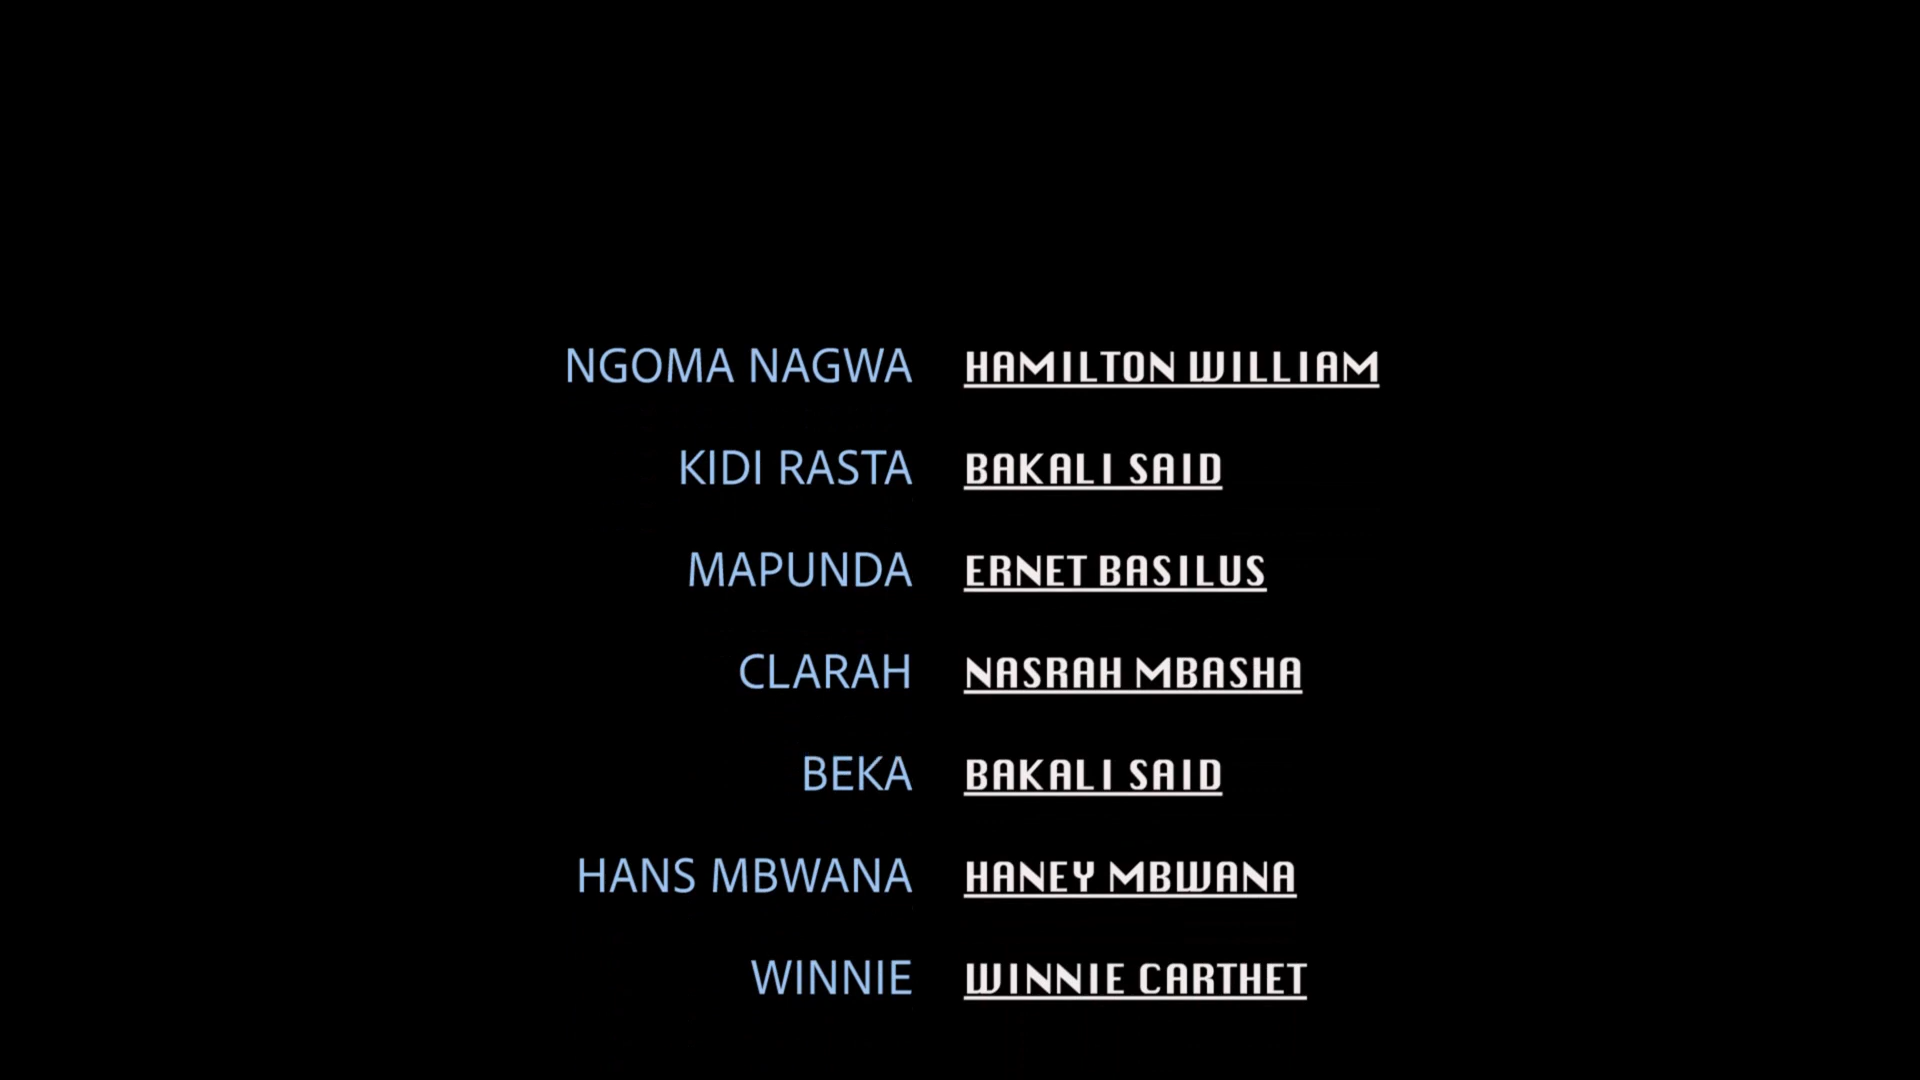 NGOMA NAGWA HAMILTON WILLIAM
KIDI RASTA BAKALI SAID
MAPUNDA ERNET BASILUS
CLARAH NASRAH MBASHA
BEKA BAKALI SAID
HANS MBWANA HANEY MBWANA
WINNIE WINNIE CARTHET